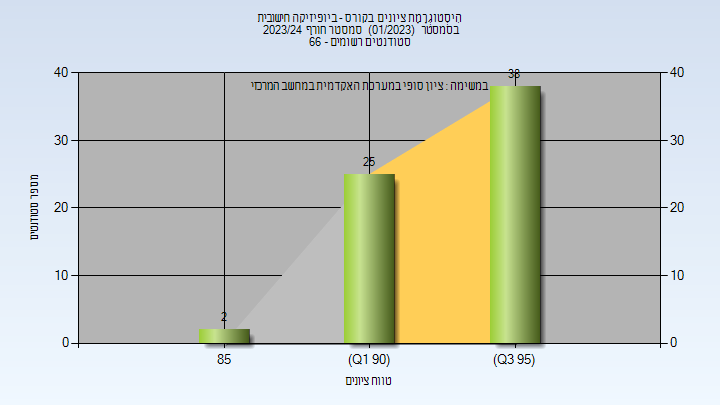 היסטוגרמת ציונים בקורס - ביופיזיקה חישובית
בסמסטר (01/2023) סמסטר חורף 2023/24
סטודנטים רשומים - 66
במשימה : ציון סופי במערכת האקדמית במחשב המרכזי
40
40
38
30
30
25
20
20
10
10
2
0
0
מספר סטודנטים
85
(Q1 90)
(Q3 95)
טווח ציונים